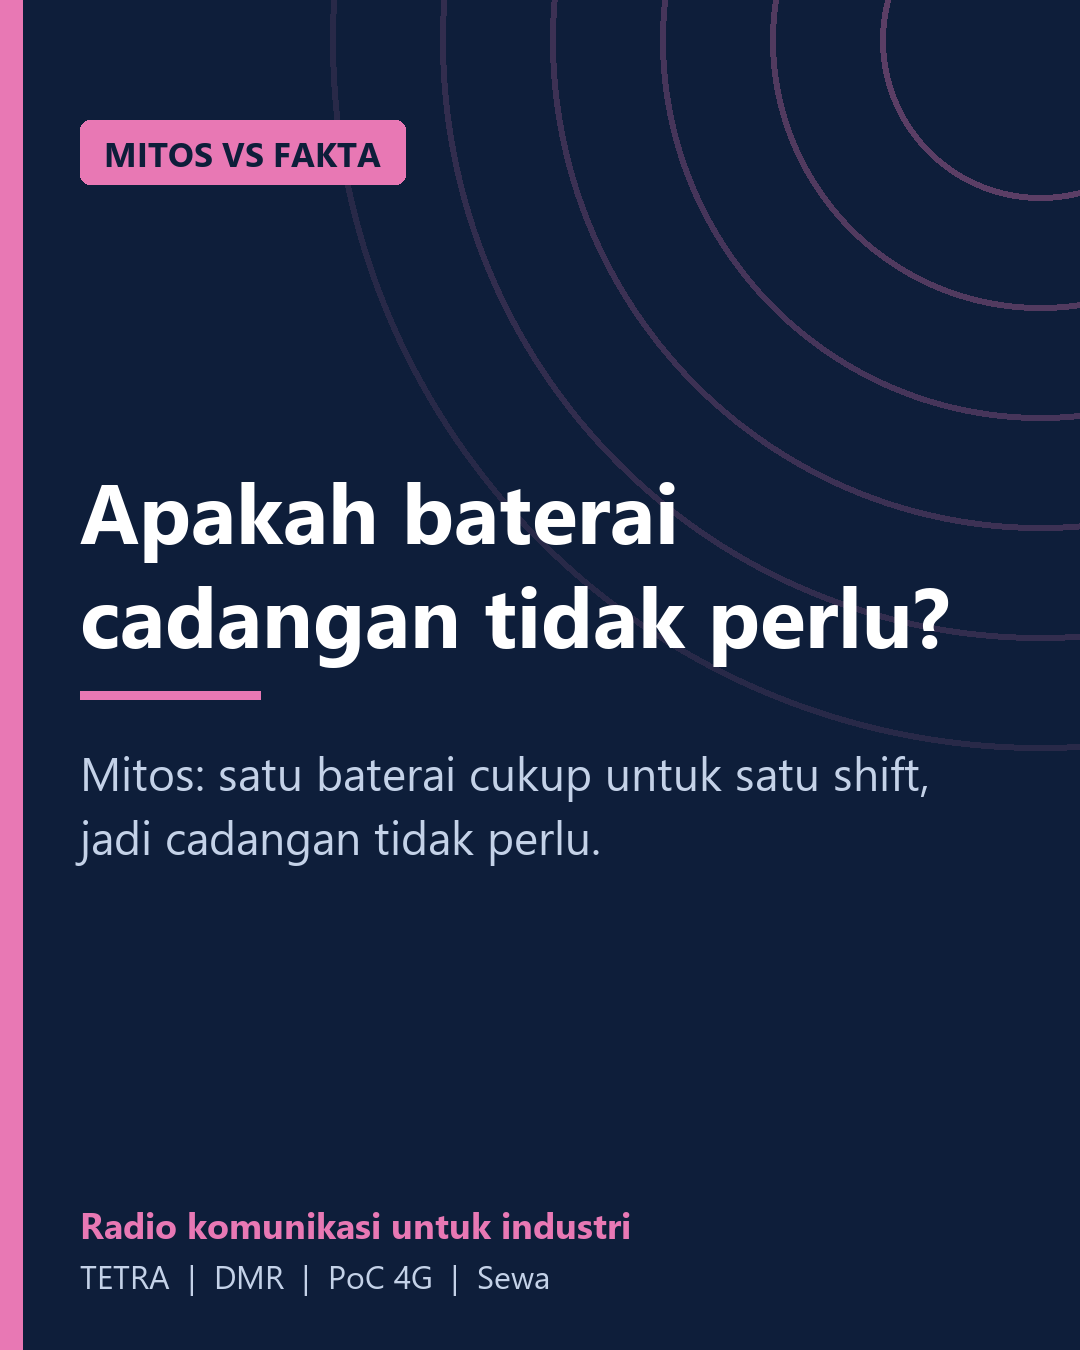 MITOS VS FAKTA
Apakah baterai
cadangan tidak perlu?
Mitos: satu baterai cukup untuk satu shift,
jadi cadangan tidak perlu.
Radio komunikasi untuk industri
TETRA | DMR | PoC 4G | Sewa